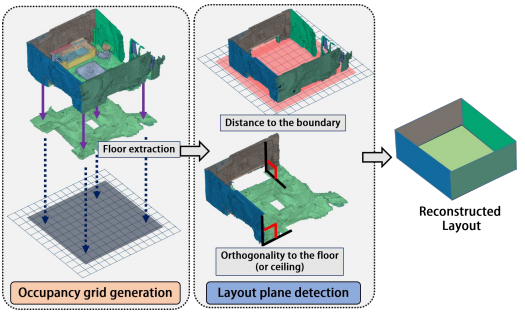 Floor extraction
Occupancy grid generation
Distance to the boundary
Orthogonality to the floor
(or ceiling)
Layout plane detection
Reconstructed
Layout